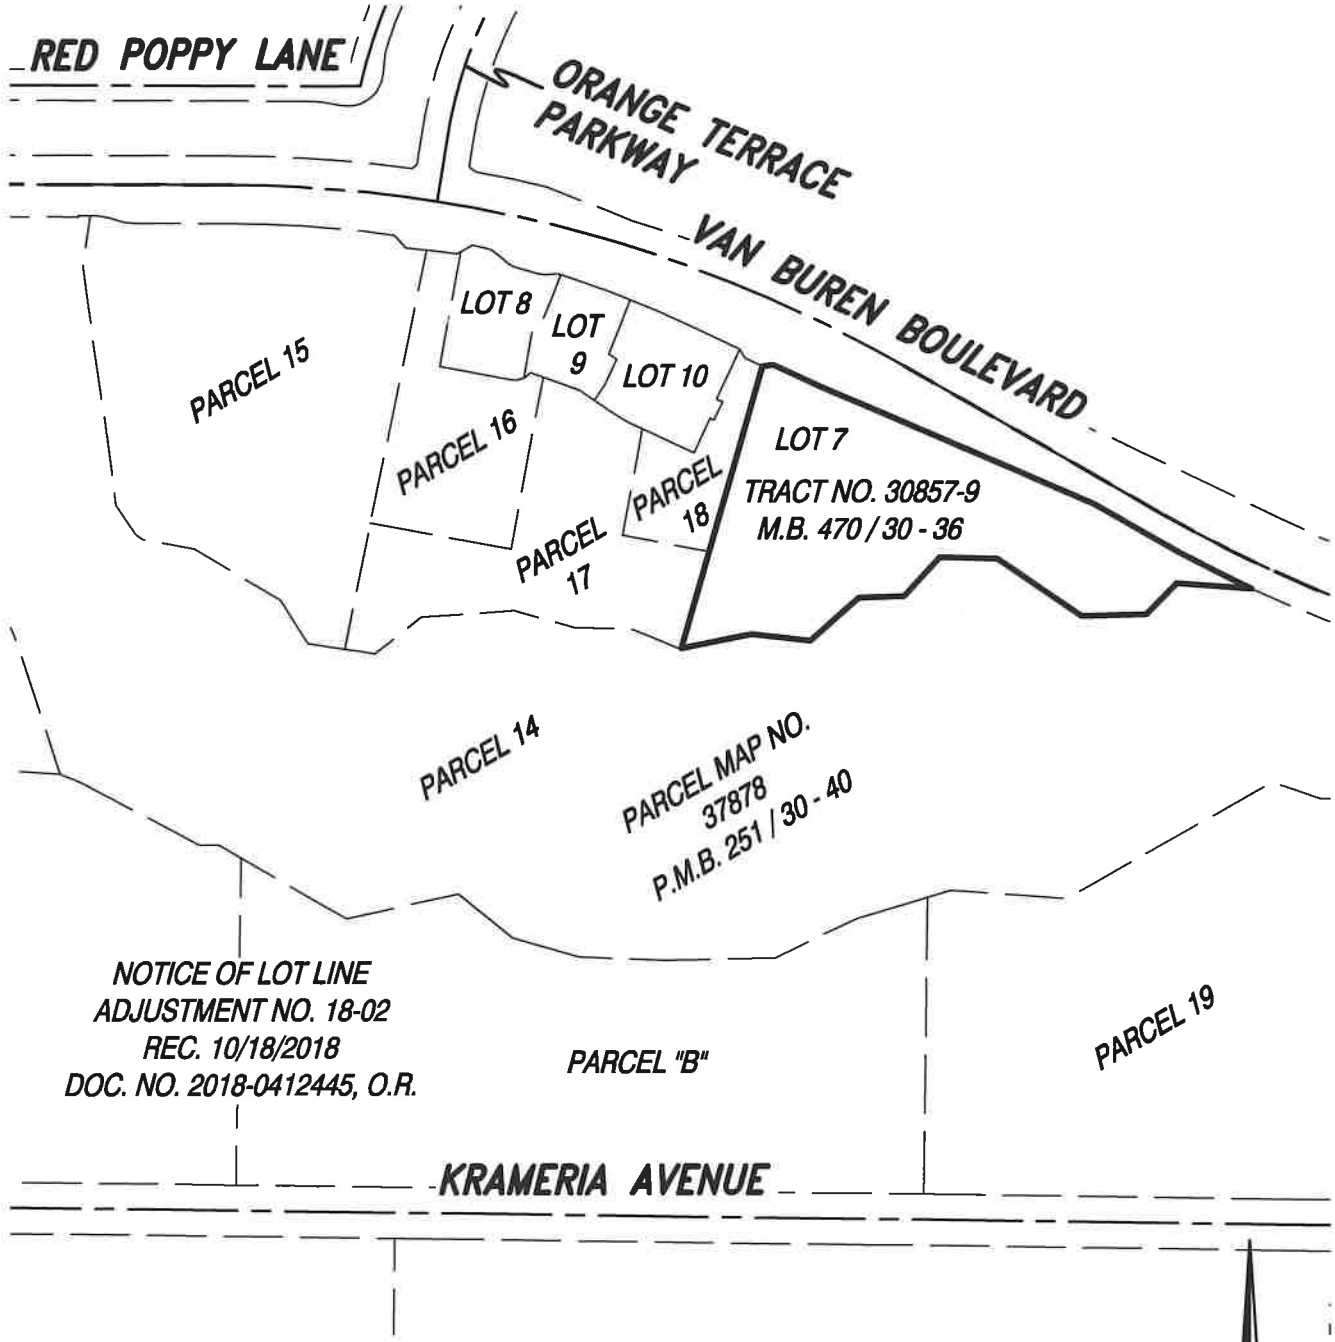 RED POPPY LANE
ORANGE TERRACE
PARKWAY
VAN BUREN BOULEVARD
LOT 8
LOT
9
LOT 10
PARCEL 15
PARCEL 16
PARCEL
17
PARCEL
18
LOT 7
TRACT NO. 30857-9
M.B. 470 / 30 - 36
PARCEL 14
PARCEL MAP NO.
37878
P.M.B. 251 / 30 - 40
NOTICE OF LOT LINE
ADJUSTMENT NO. 18-02
REC. 10/18/2018
DOC. NO. 2018-0412445, O.R.
PARCEL "B"
PARCEL 19
KRAMERIA AVENUE